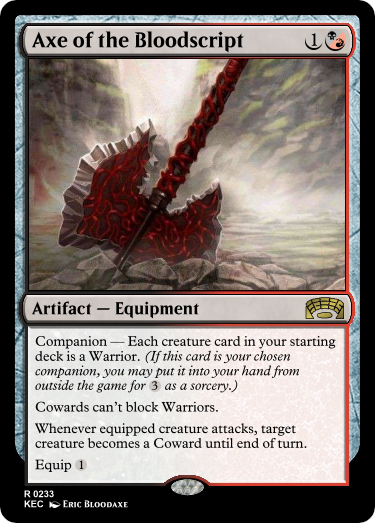 Axe of the Bloodscript 1
Artifact — Equipment
Companion — Each creature card in your starting
deck is a Warrior. (If this card is your chosen
companion, you may put it into your hand from
outside the game for 3 as a sorcery.)
Cowards can't block Warriors.
Whenever equipped creature attacks, target
creature becomes a Coward until end of turn.
Equip 1
R 0233
KEC Eric Bloodaxe